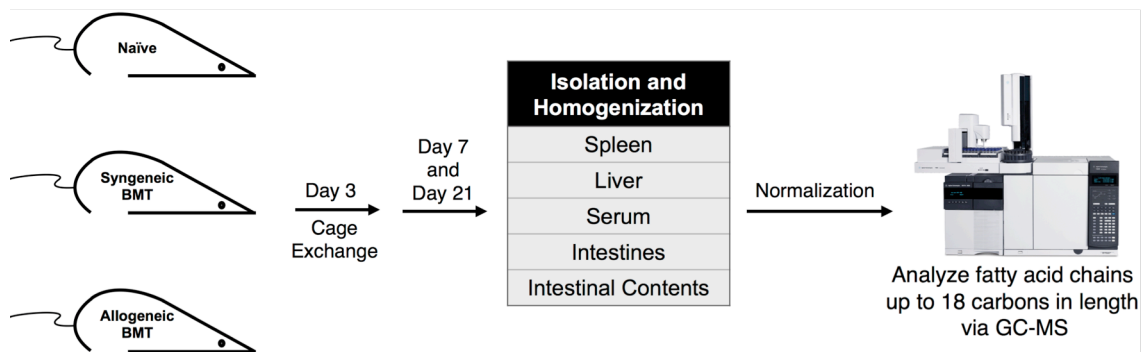 Naïve
Syngeneic
BMT
Allogeneic
BMT
Day 3
Cage
Exchange
Day 7
and
Day 21
Isolation and
Homogenization
Spleen
Liver
Serum
Intestines
Intestinal Contents
Normalization
Analyze fatty acid chains
up to 18 carbons in length
via GC-MS